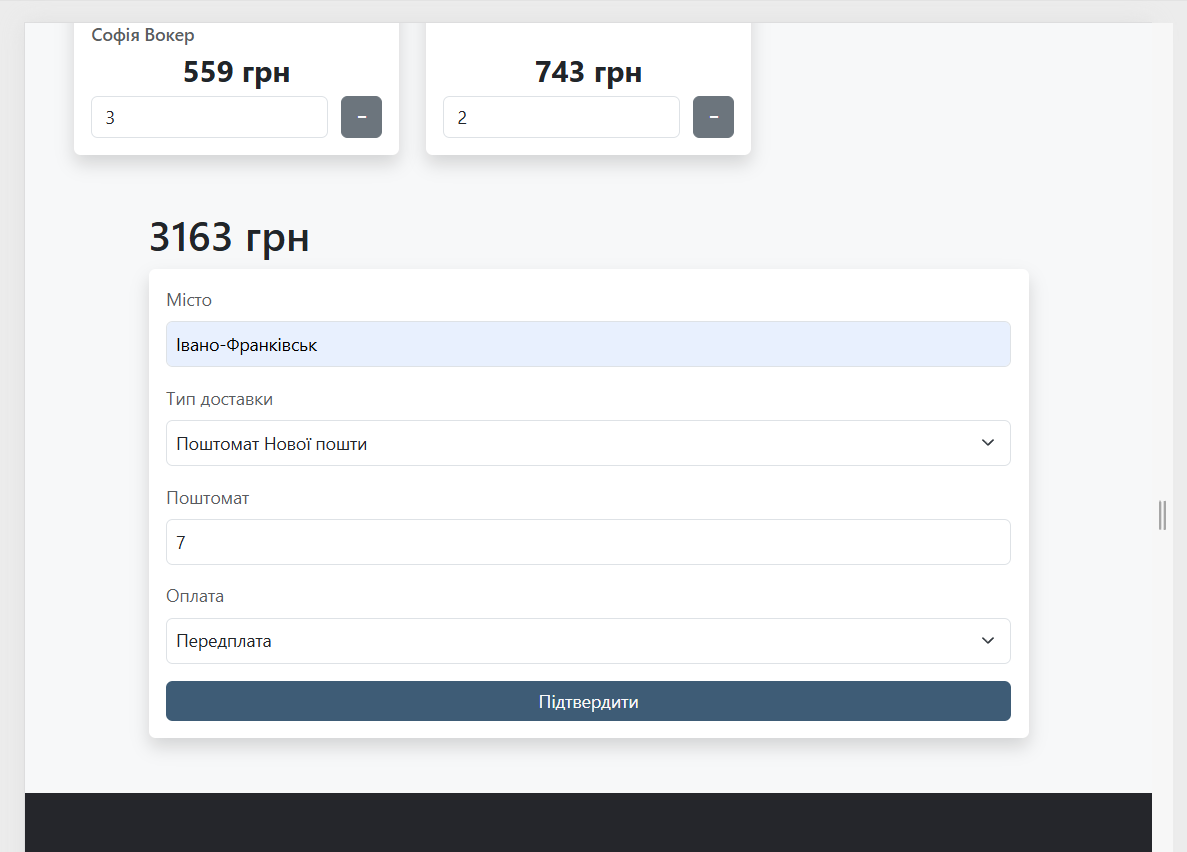 Софія Вокер
559 грн
743 грн
3
−
2
−
3163 грн
Місто
Івано-Франківськ
Тип доставки
Поштомат Нової пошти
Поштомат
7
Оплата
Передплата
Підтвердити